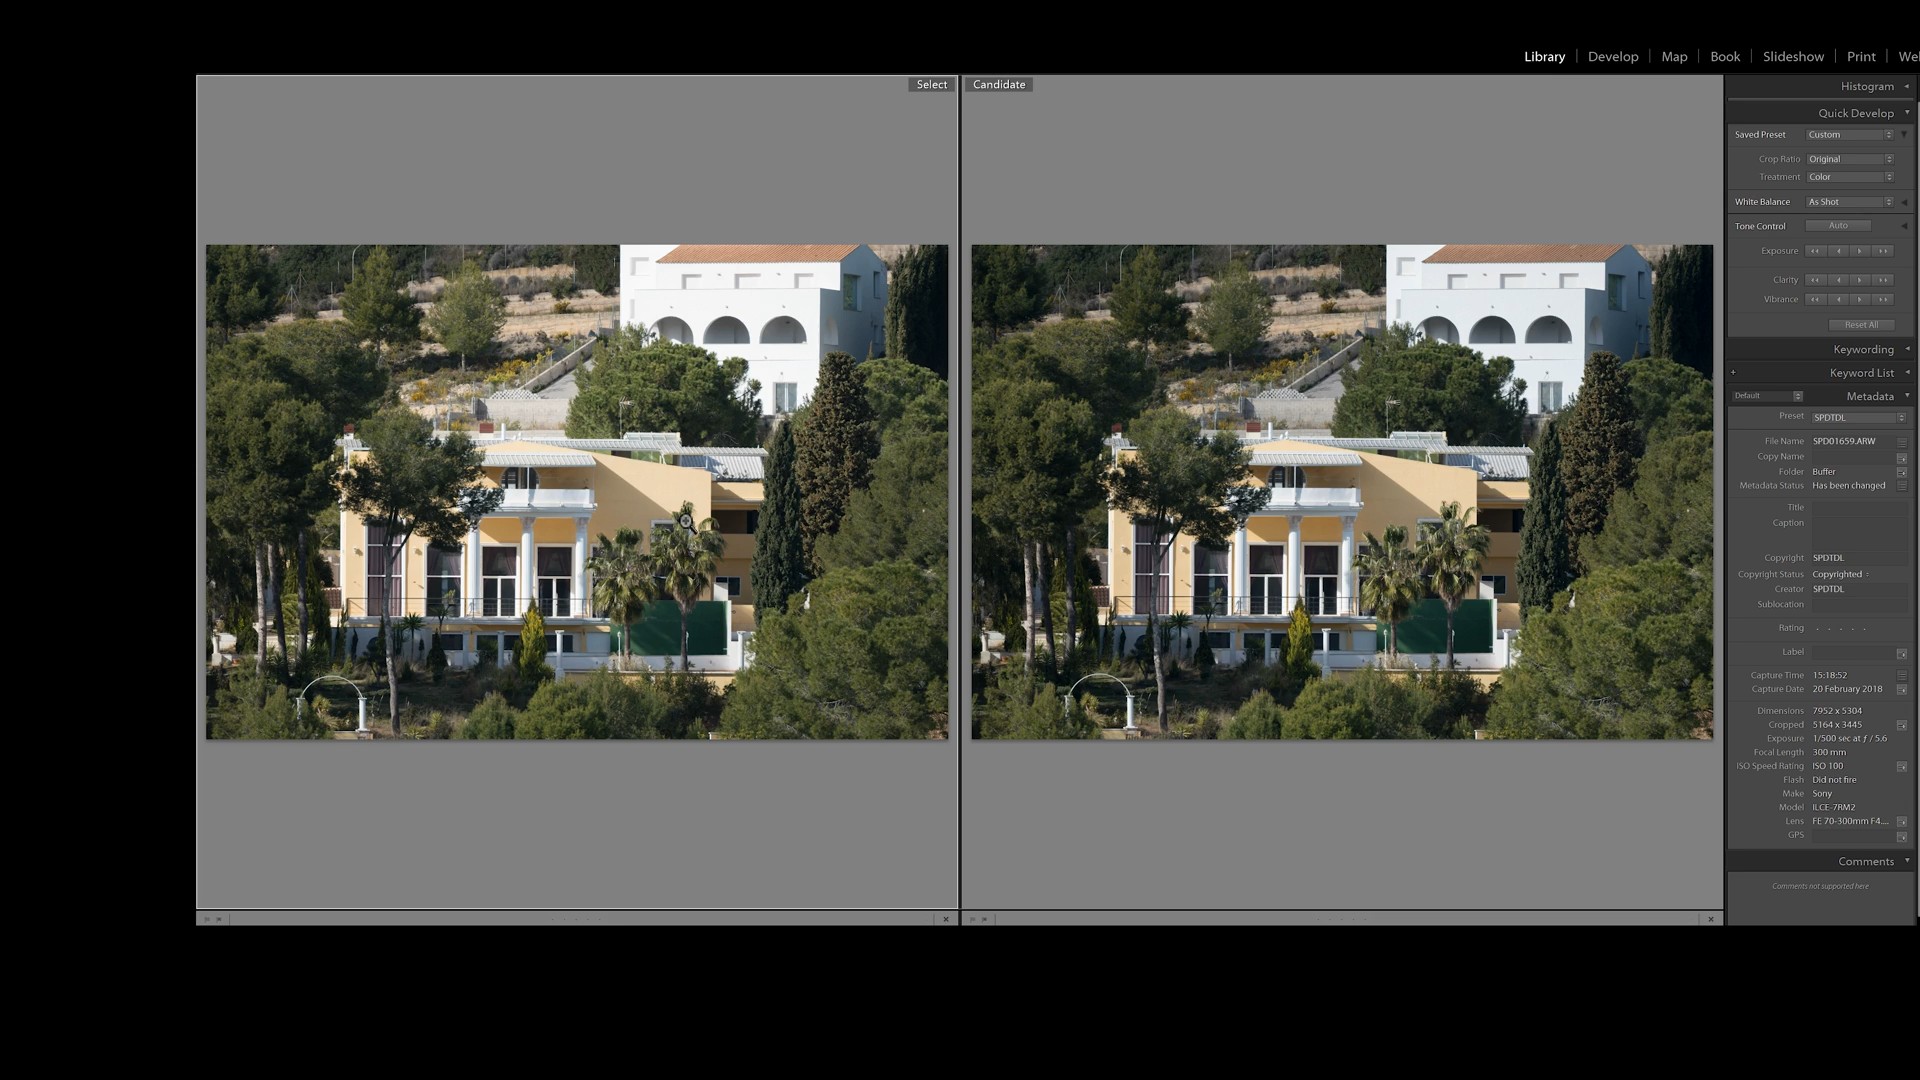 Library | Develop | Map | Book | Slideshow | Print |
Select
Candidate
Histogram
Quick Develop
Saved Preset Custom
Crop Ratio Original
Treatment Color
White Balance As Shot
Tone Control Auto
Exposure
Clarity
Vibrance
Reset All
Keywording
+ Keyword List
Default Metadata
Preset SPDTDL
File Name SPD01659.ARW
Copy Name
Folder Buffer
Metadata Status Has been changed
Title
Caption
Copyright SPDTDL
Copyright Status Copyrighted
Creator SPDTDL
Sublocation
Rating
Label
Capture Time 15:18:52
Capture Date 20 February 2018
Dimensions 7952 x 5304
Cropped 5164 x 3445
Exposure 1/500 sec at ƒ / 5.6
Focal Length 300 mm
ISO Speed Rating ISO 100
Flash Did not fire
Make Sony
Model ILCE-7RM2
Lens FE 70-300mm F4....
GPS
Comments
Comments not supported here